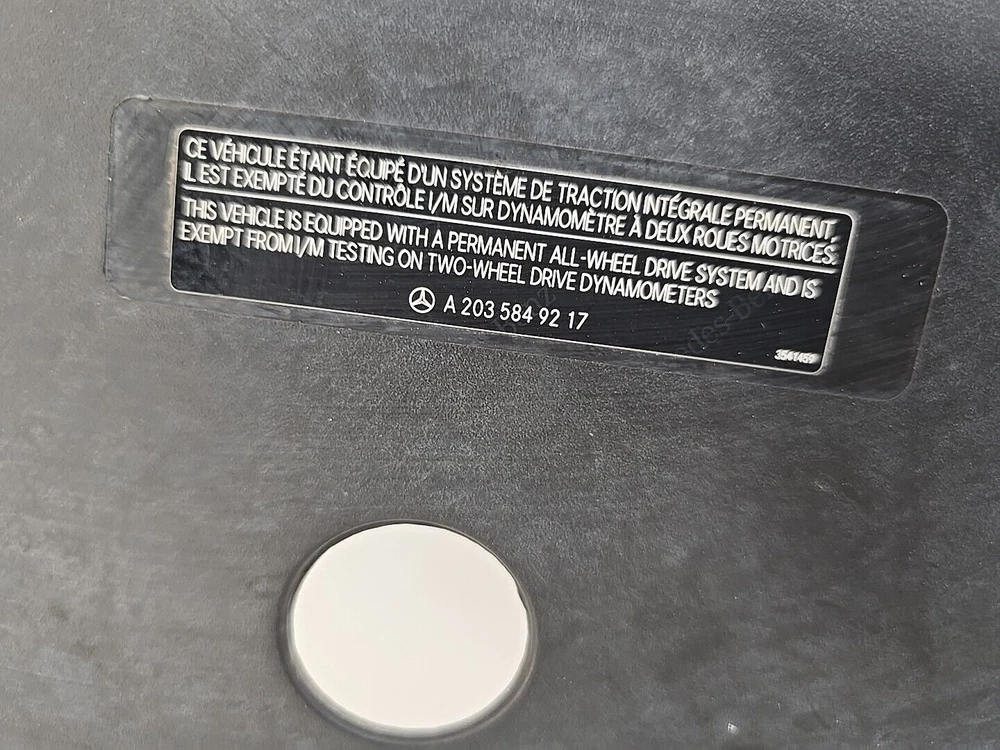 CE VÉHICULE ÉTANT ÉQUIPÉ D'UN SYSTÈME DE TRACTION INTÉGRALE PERMANENT,
IL EST EXEMPTÉ DU CONTRÔLE I/M SUR DYNAMOMÈTRE À DEUX ROUES MOTRICES.
THIS VEHICLE IS EQUIPPED WITH A PERMANENT ALL-WHEEL DRIVE SYSTEM AND IS
EXEMPT FROM I/M TESTING ON TWO-WHEEL DRIVE DYNAMOMETERS
A 203 584 92 17
3541459